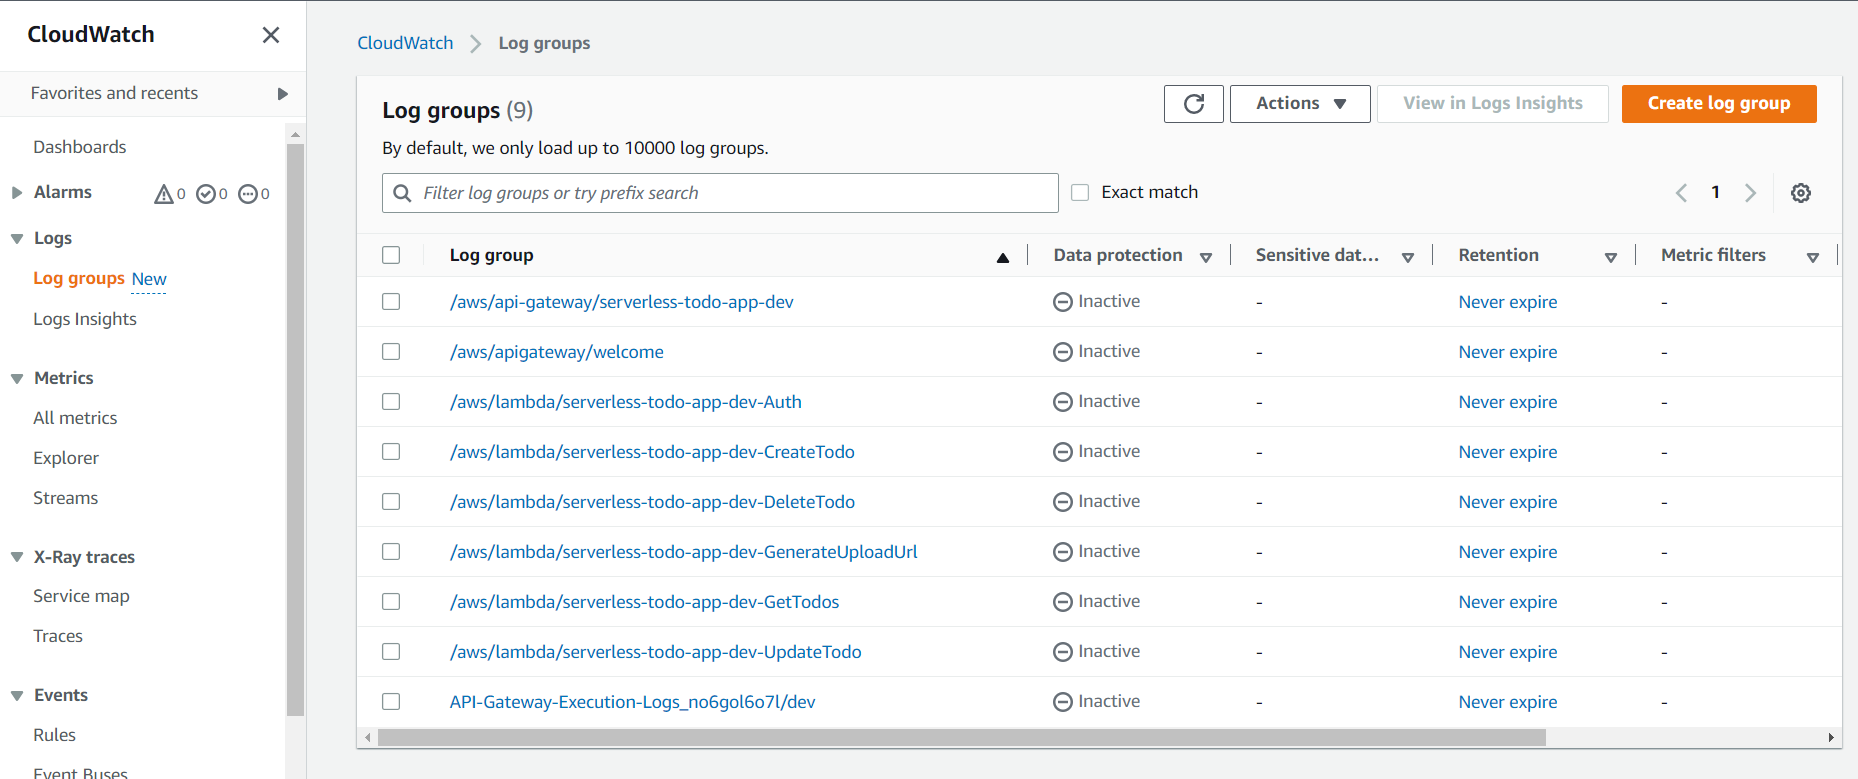 CloudWatch
Favorites and recents
Dashboards
Alarms 0 0 0
Logs
Log groups New
Logs Insights
Metrics
All metrics
Explorer
Streams
X-Ray traces
Service map
Traces
Events
Rules
Event Buses
CloudWatch Log groups
Log groups (9)
Actions
View in Logs Insights
Create log group
By default, we only load up to 10000 log groups.
Filter log groups or try prefix search
Exact match
1
Log group Data protection Sensitive dat... Retention Metric filters
/aws/api-gateway/serverless-todo-app-dev Inactive - Never expire -
/aws/apigateway/welcome Inactive - Never expire -
/aws/lambda/serverless-todo-app-dev-Auth Inactive - Never expire -
/aws/lambda/serverless-todo-app-dev-CreateTodo Inactive - Never expire -
/aws/lambda/serverless-todo-app-dev-DeleteTodo Inactive - Never expire -
/aws/lambda/serverless-todo-app-dev-GenerateUploadUrl Inactive - Never expire -
/aws/lambda/serverless-todo-app-dev-GetTodos Inactive - Never expire -
/aws/lambda/serverless-todo-app-dev-UpdateTodo Inactive - Never expire -
API-Gateway-Execution-Logs_no6gol6o7l/dev Inactive - Never expire -